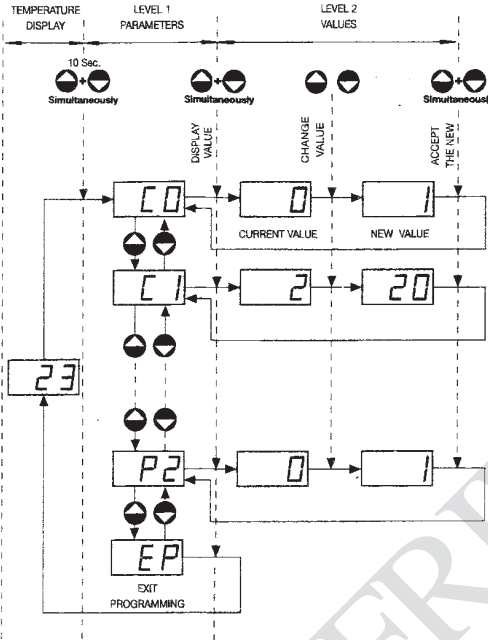 TEMPERATURE
DISPLAY
LEVEL 1
PARAMETERS
LEVEL 2
VALUES
10 Sec.
Simultaneously
Simultaneously
Simultaneously
DISPLAY
VALUE
CHANGE
VALUE
ACCEPT
THE NEW
C0
0
1
CURRENT VALUE
NEW VALUE
C1
2
20
23
P2
0
1
EP
EXIT
PROGRAMMING